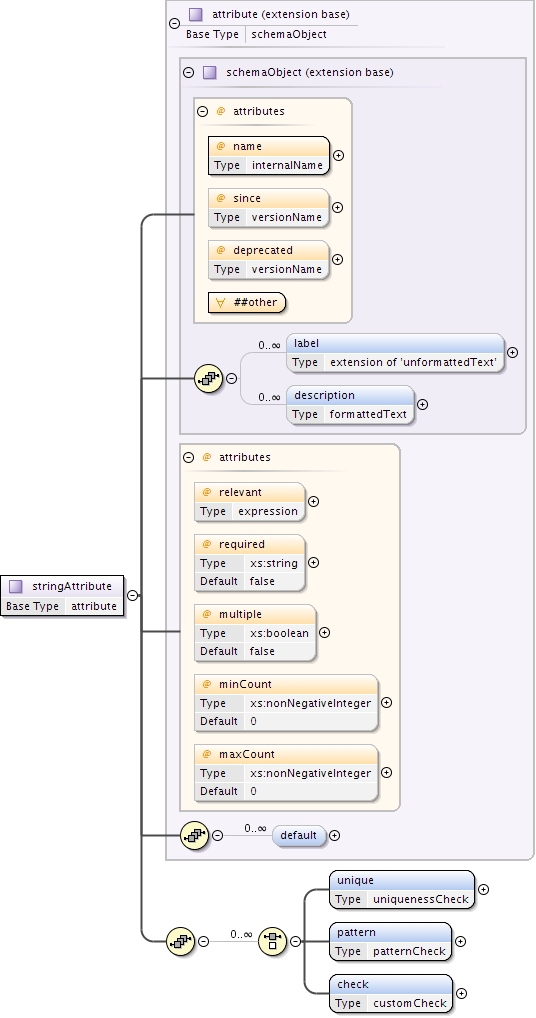 attribute (extension base)
Base Type schemaObject
schemaObject (extension base)
@ attributes
@ name
Type internalName
@ since
Type versionName
@ deprecated
Type versionName
∀ ##other
0..∞ label
Type extension of 'unformattedText'
0..∞ description
Type formattedText
@ attributes
@ relevant
Type expression
@ required
Type xs:string
Default false
stringAttribute
Base Type attribute
@ multiple
Type xs:boolean
Default false
@ minCount
Type xs:nonNegativeInteger
Default 0
@ maxCount
Type xs:nonNegativeInteger
Default 0
0..∞ default
unique
Type uniquenessCheck
0..∞
pattern
Type patternCheck
check
Type customCheck